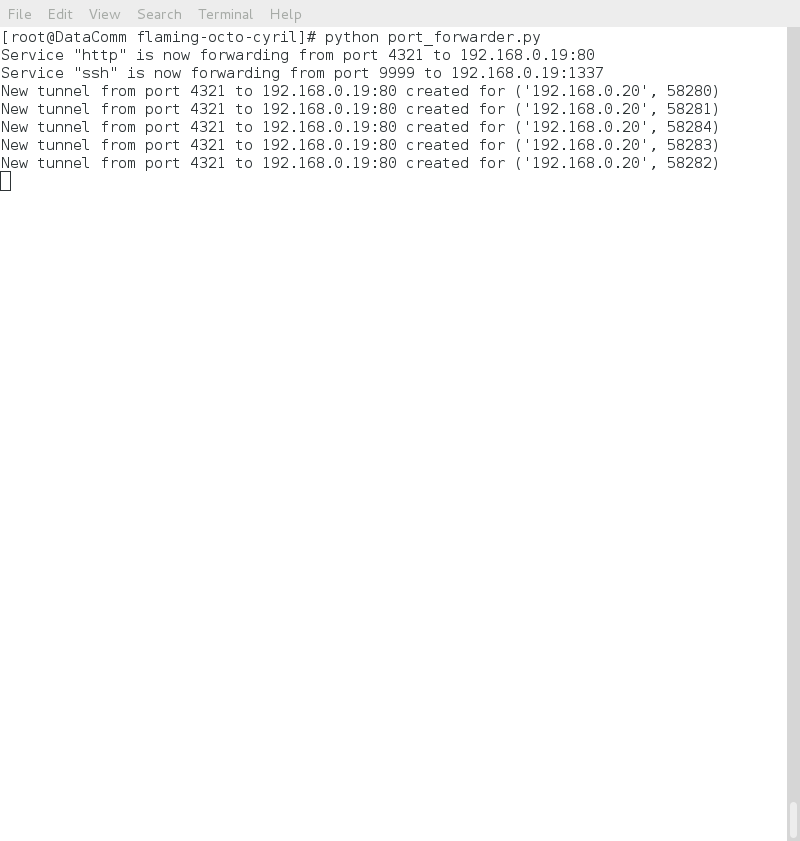 File Edit View Search Terminal Help
[root@DataComm flaming-octo-cyril]# python port_forwarder.py
Service "http" is now forwarding from port 4321 to 192.168.0.19:80
Service "ssh" is now forwarding from port 9999 to 192.168.0.19:1337
New tunnel from port 4321 to 192.168.0.19:80 created for ('192.168.0.20', 58280)
New tunnel from port 4321 to 192.168.0.19:80 created for ('192.168.0.20', 58281)
New tunnel from port 4321 to 192.168.0.19:80 created for ('192.168.0.20', 58284)
New tunnel from port 4321 to 192.168.0.19:80 created for ('192.168.0.20', 58283)
New tunnel from port 4321 to 192.168.0.19:80 created for ('192.168.0.20', 58282)